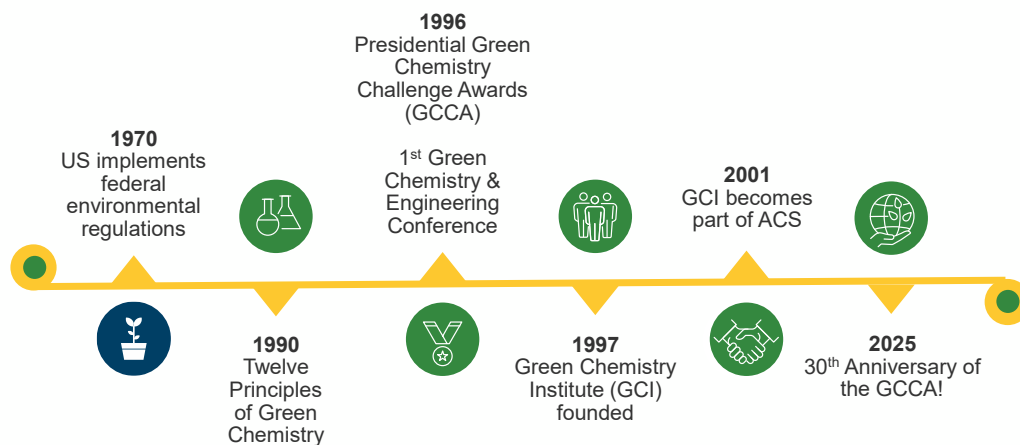 1970
US implements
federal
environmental
regulations
1990
Twelve
Principles
of Green
Chemistry
1996
Presidential Green
Chemistry
Challenge Awards
(GCCA)
1st Green
Chemistry &
Engineering
Conference
1997
Green Chemistry
Institute (GCI)
founded
2001
GCI becomes
part of ACS
2025
30th Anniversary of
the GCCA!